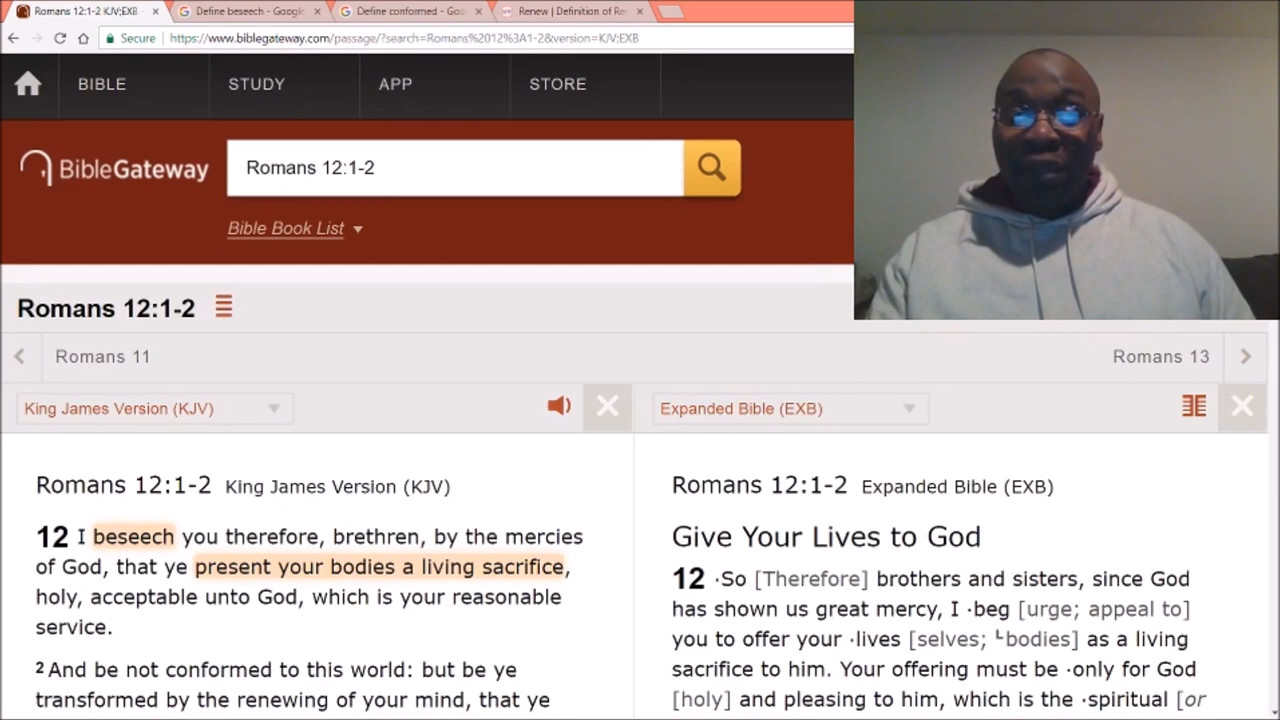 Romans 12:1-2 KJV;EXB
Define beseech - Google
Define conformed - Goo
Renew | Definition of Re
Secure
https://www.biblegateway.com/passage/?search=Romans%2012%3A1-2&version=KJV;EXB
BIBLE
STUDY
APP
STORE
BibleGateway
Romans 12:1-2
Bible Book List
Romans 12:1-2
Romans 11
Romans 13
King James Version (KJV)
Expanded Bible (EXB)
Romans 12:1-2 King James Version (KJV)
12 I beseech you therefore, brethren, by the mercies
of God, that ye present your bodies a living sacrifice,
holy, acceptable unto God, which is your reasonable
service.
2 And be not conformed to this world: but be ye
transformed by the renewing of your mind, that ye
Romans 12:1-2 Expanded Bible (EXB)
Give Your Lives to God
12 ·So [Therefore] brothers and sisters, since God
has shown us great mercy, I ·beg [urge; appeal to]
you to offer your ·lives [selves; ᴸbodies] as a living
sacrifice to him. Your offering must be ·only for God
[holy] and pleasing to him, which is the ·spiritual [or